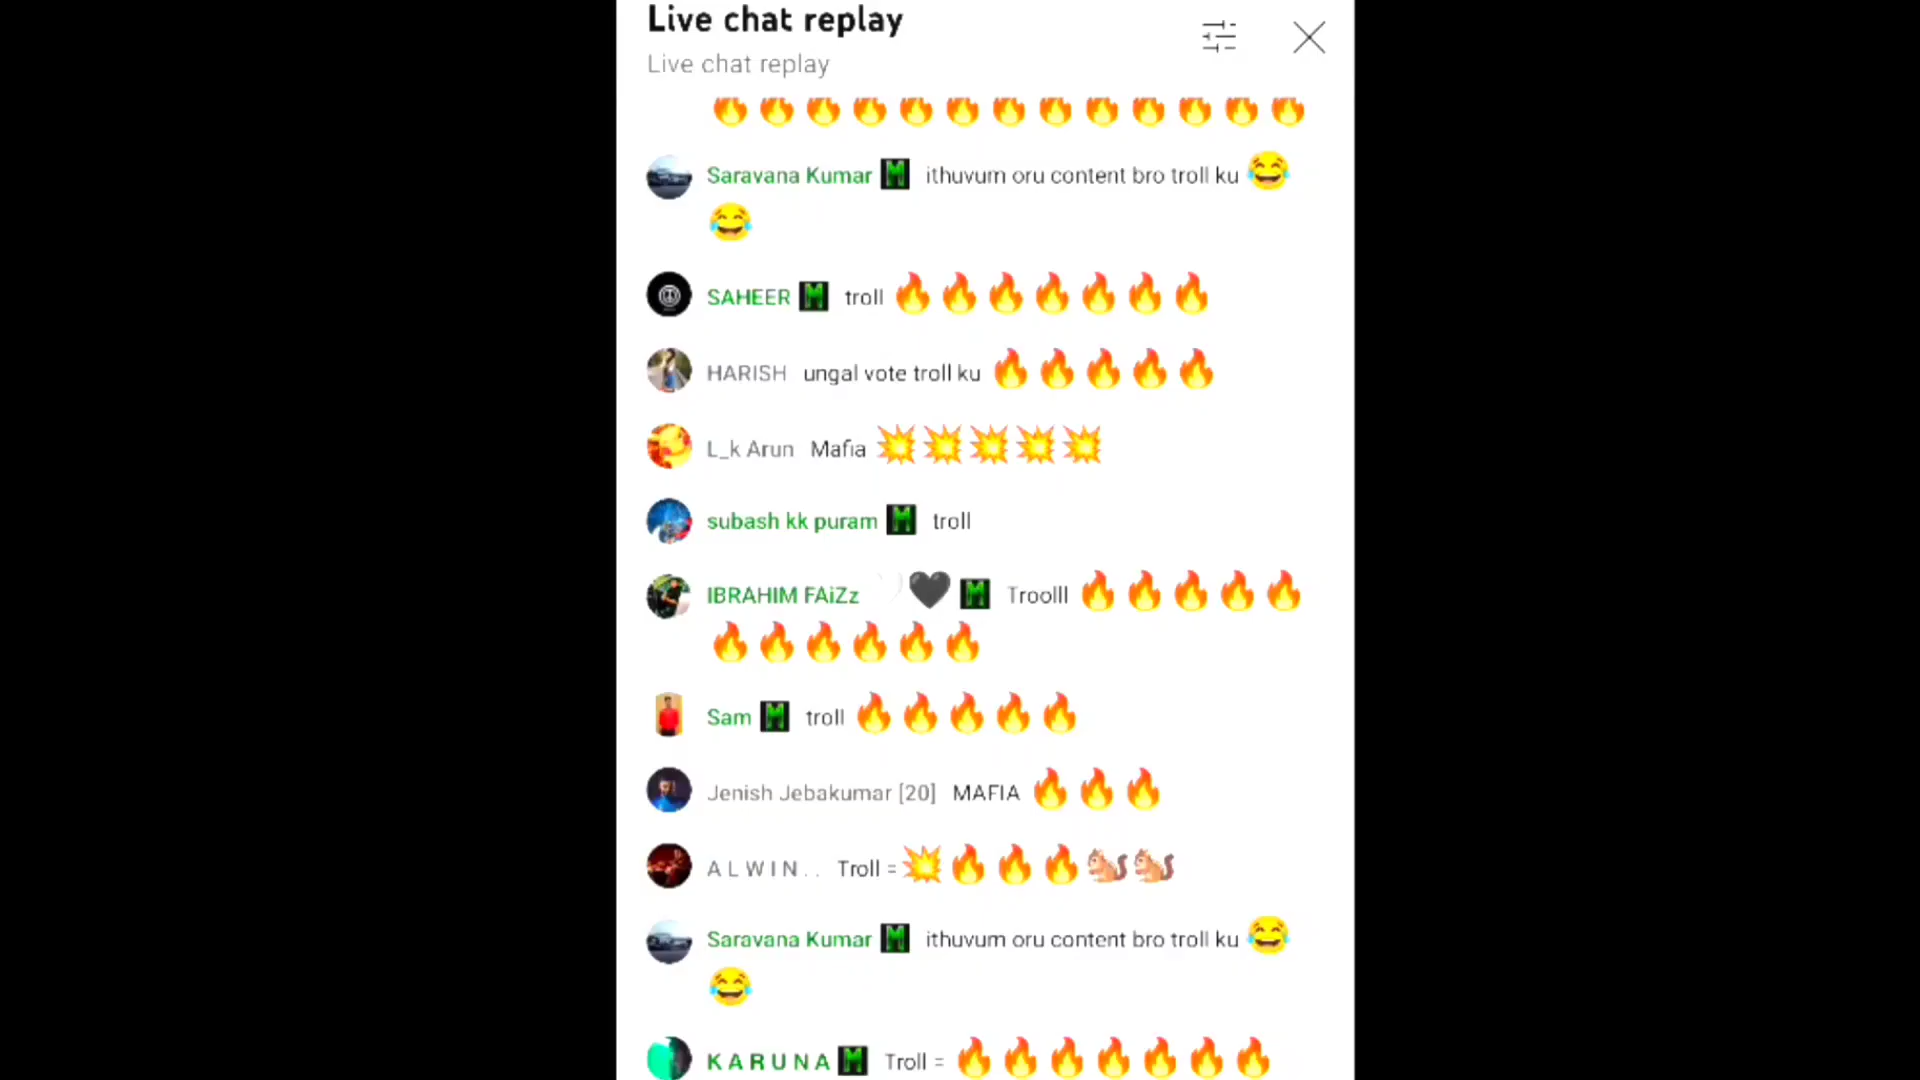 Live chat replay
Live chat replay
🔥🔥🔥🔥🔥🔥🔥🔥🔥🔥🔥🔥🔥
Saravana Kumar M ithuvum oru content bro troll ku 😂
😂
SAHEER M troll 🔥🔥🔥🔥🔥🔥🔥
HARISH ungal vote troll ku 🔥🔥🔥🔥🔥
L_k Arun Mafia 💥💥💥💥💥
subash kk puram M troll
IBRAHIM FAiZz 🖤 M Troolll 🔥🔥🔥🔥🔥
🔥🔥🔥🔥🔥🔥
Sam M troll 🔥🔥🔥🔥🔥
Jenish Jebakumar [20] MAFIA 🔥🔥🔥
A L W I N . . Troll =💥🔥🔥🔥🐿️🐿️
Saravana Kumar M ithuvum oru content bro troll ku 😂
😂
K A R U N A M Troll = 🔥🔥🔥🔥🔥🔥🔥